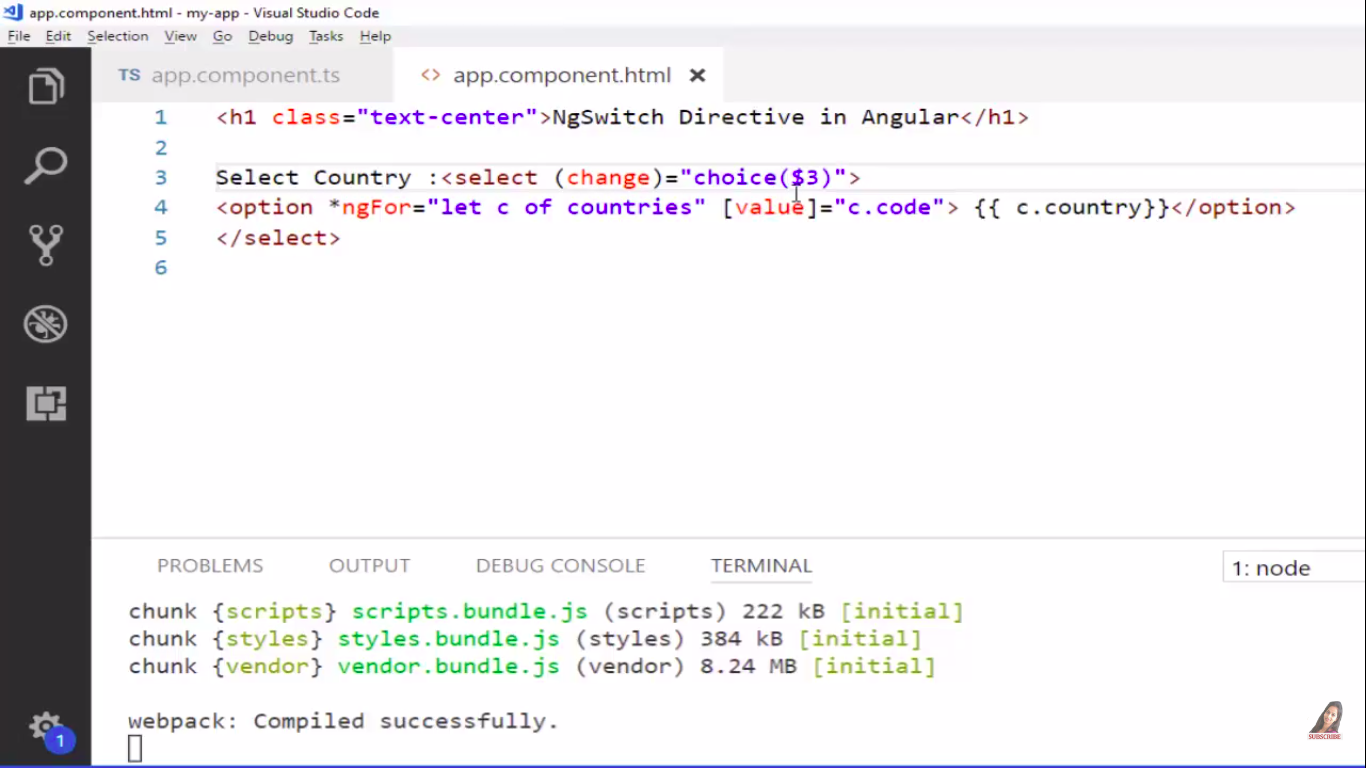 app.component.html - my-app - Visual Studio Code
File Edit Selection View Go Debug Tasks Help
TS app.component.ts <> app.component.html ×
1 <h1 class="text-center">NgSwitch Directive in Angular</h1>
2
3 Select Country :<select (change)="choice($3)">
4 <option *ngFor="let c of countries" [value]="c.code"> {{ c.country}}</option>
5 </select>
6
PROBLEMS OUTPUT DEBUG CONSOLE TERMINAL 1: node
chunk {scripts} scripts.bundle.js (scripts) 222 kB [initial]
chunk {styles} styles.bundle.js (styles) 384 kB [initial]
chunk {vendor} vendor.bundle.js (vendor) 8.24 MB [initial]
webpack: Compiled successfully.
1
SUBSCRIBE